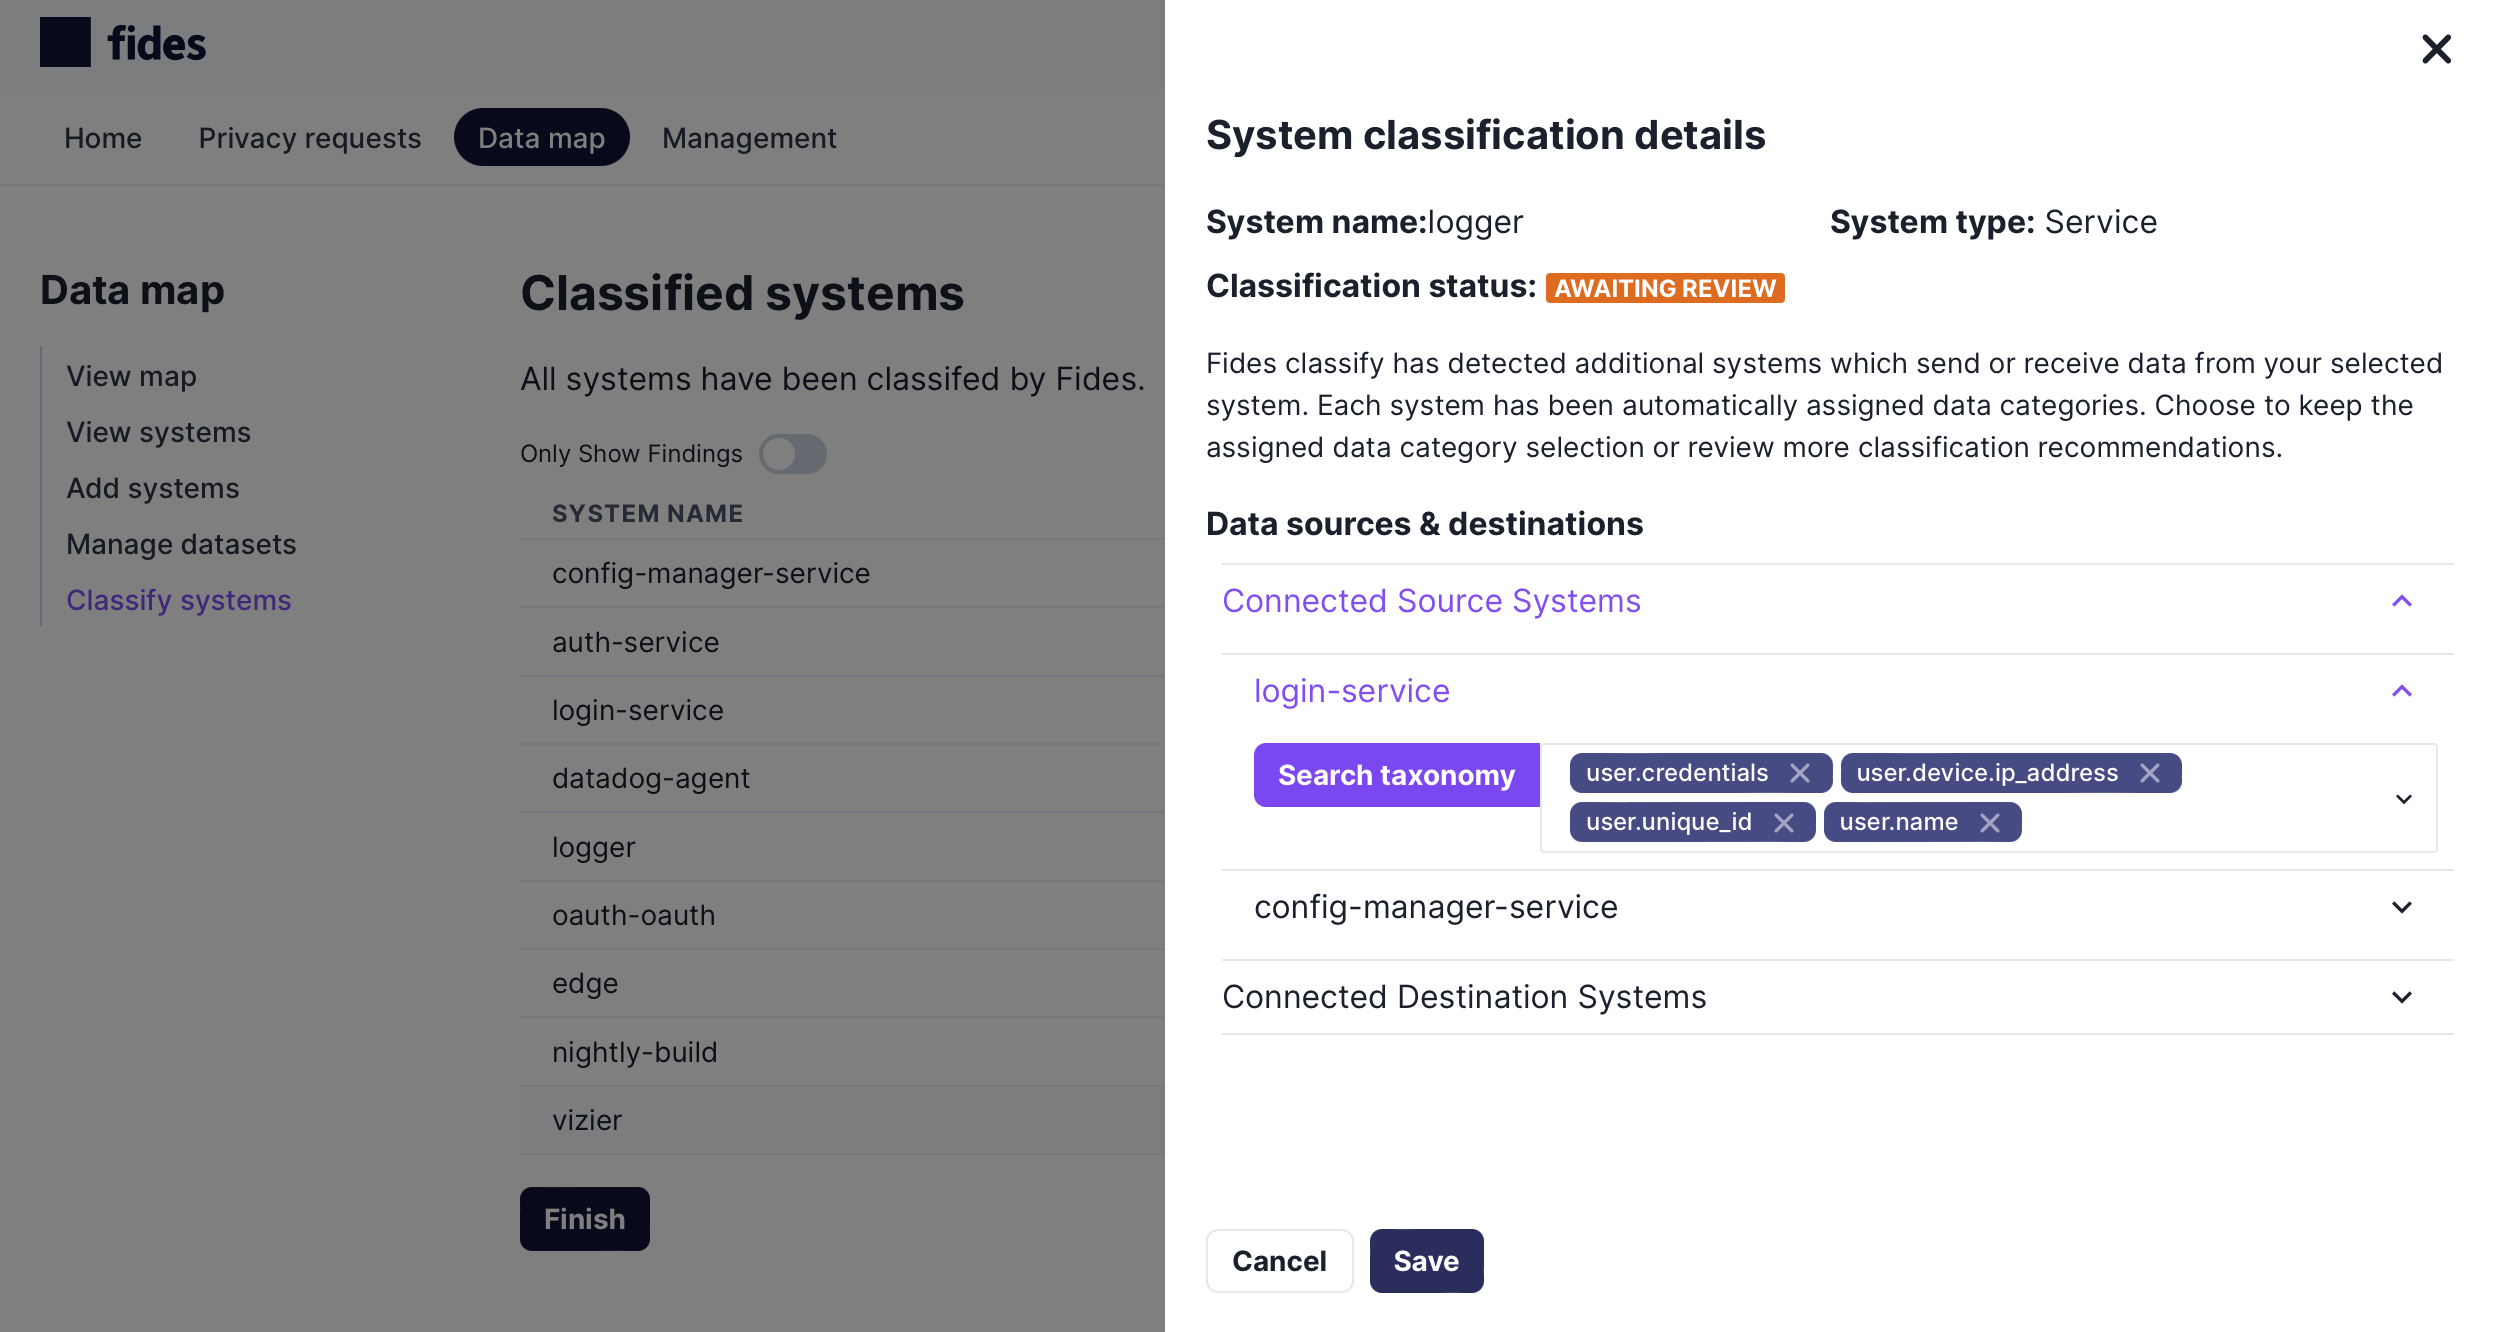 fides
Home
Privacy requests
Data map
Management
Data map
View map
View systems
Add systems
Manage datasets
Classify systems
Classified systems
All systems have been classifed by Fides.
Only Show Findings
SYSTEM NAME
config-manager-service
auth-service
login-service
datadog-agent
logger
oauth-oauth
edge
nightly-build
vizier
Finish
System classification details
System name:logger
System type: Service
Classification status: AWAITING REVIEW
Fides classify has detected additional systems which send or receive data from your selected
system. Each system has been automatically assigned data categories. Choose to keep the
assigned data category selection or review more classification recommendations.
Data sources & destinations
Connected Source Systems
login-service
Search taxonomy
user.credentials
user.device.ip_address
user.unique_id
user.name
config-manager-service
Connected Destination Systems
Cancel
Save